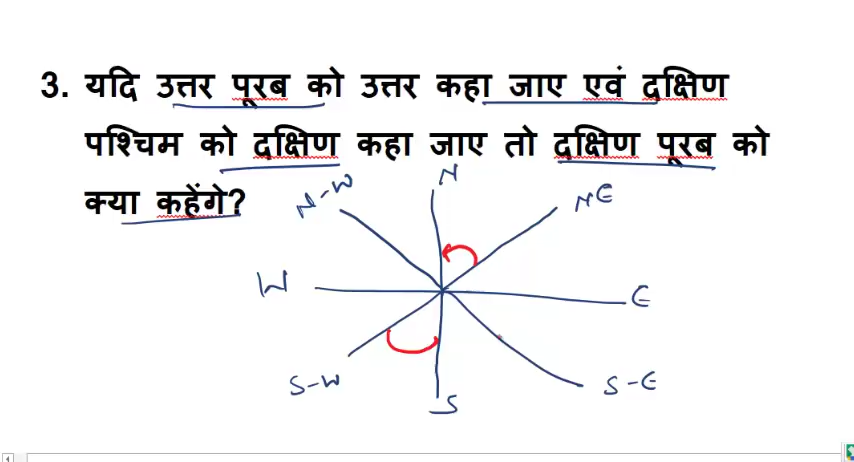 3. यदि उत्तर पूरब को उत्तर कहा जाए एवं दक्षिण
पश्चिम को दक्षिण कहा जाए तो दक्षिण पूरब को
क्या कहेंगे?
N-W
N
NE
W
E
S-W
S
S-E